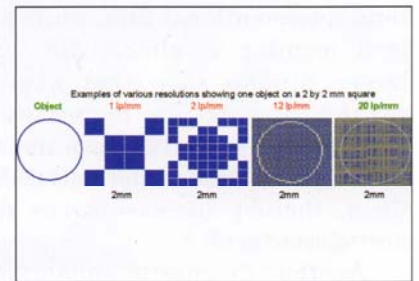 Examples of various resolutions showing one object on a 2 by 2 mm square
Object 1 lp/mm 2 lp/mm 12 lp/mm 20 lp/mm
2mm 2mm 2mm 2mm